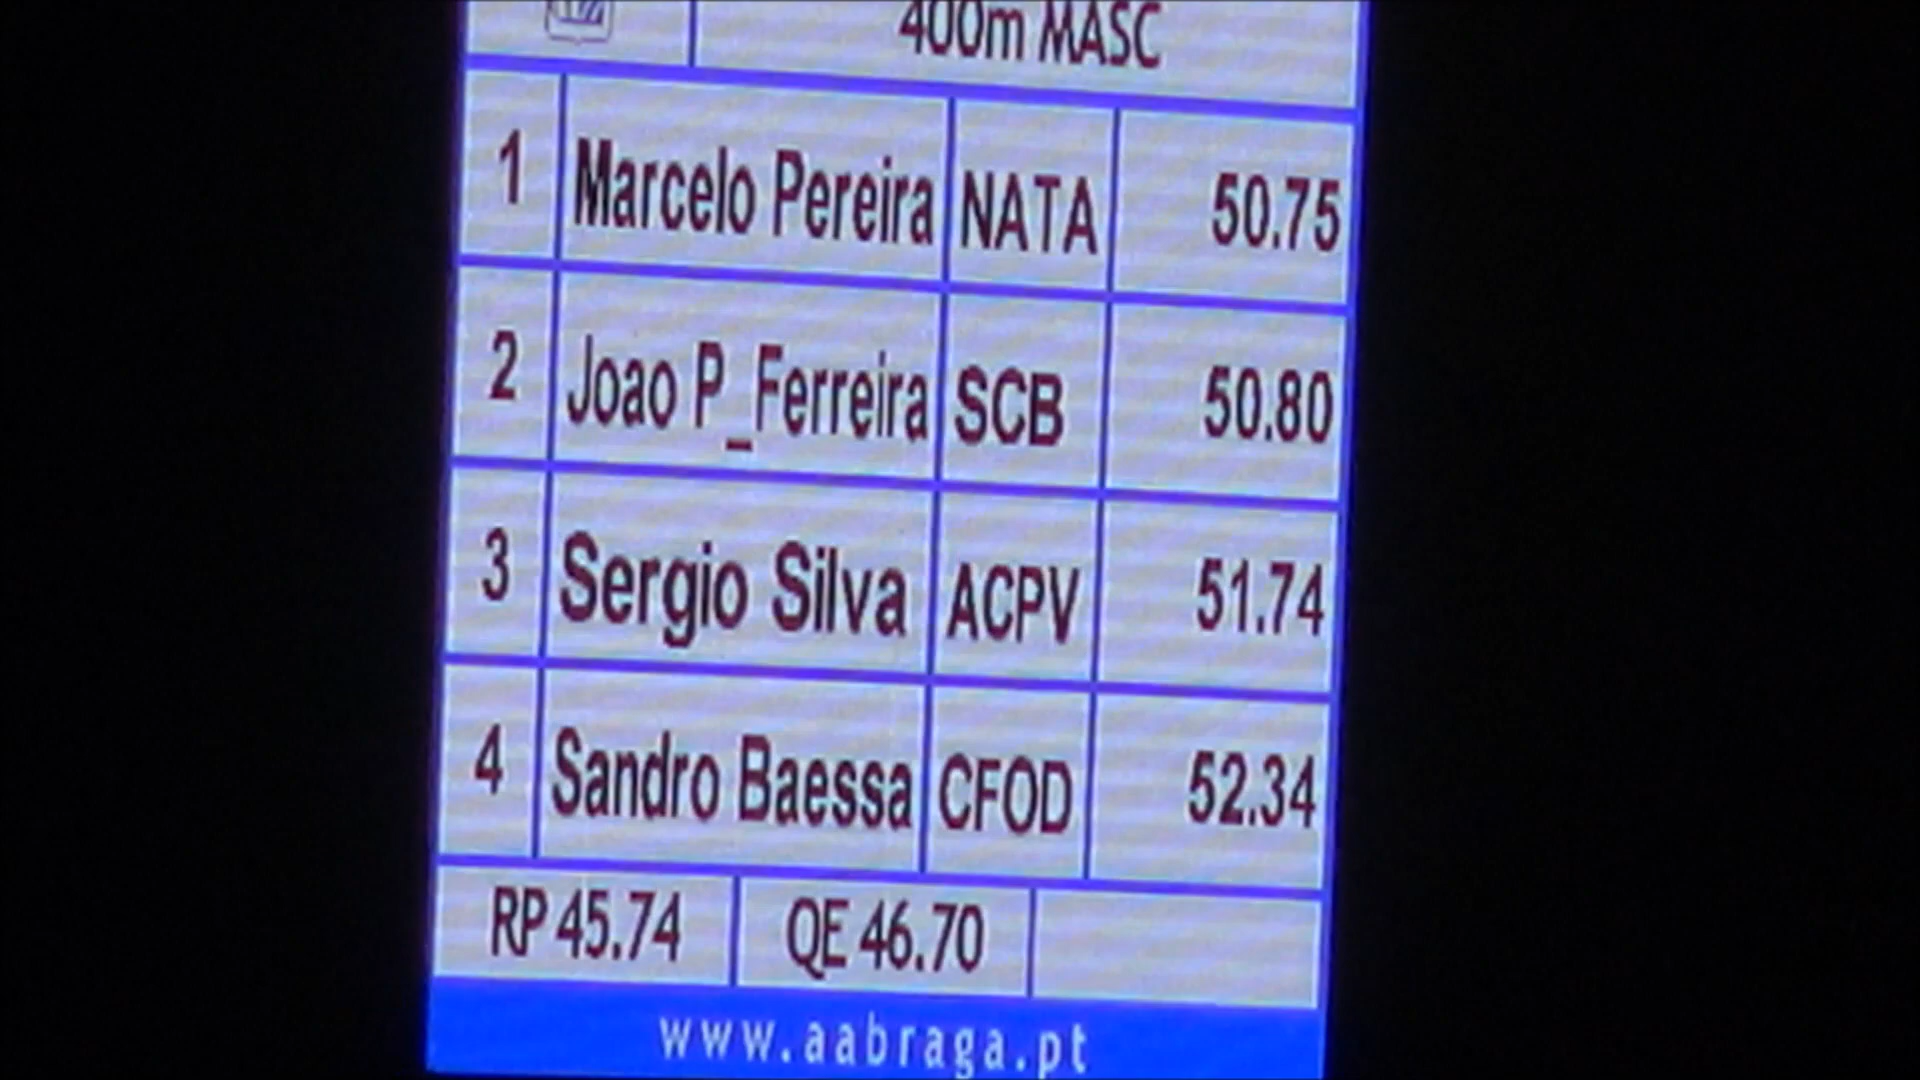 400m MASC
1 Marcelo Pereira NATA 50.75
2 Joao P_Ferreira SCB 50.80
3 Sergio Silva ACPV 51.74
4 Sandro Baessa CFOD 52.34
RP 45.74 QE 46.70
www.aabraga.pt